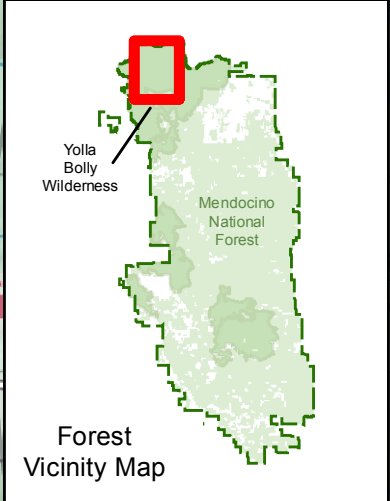 Yolla
Bolly
Wilderness
Mendocino
National
Forest
Forest
Vicinity Map